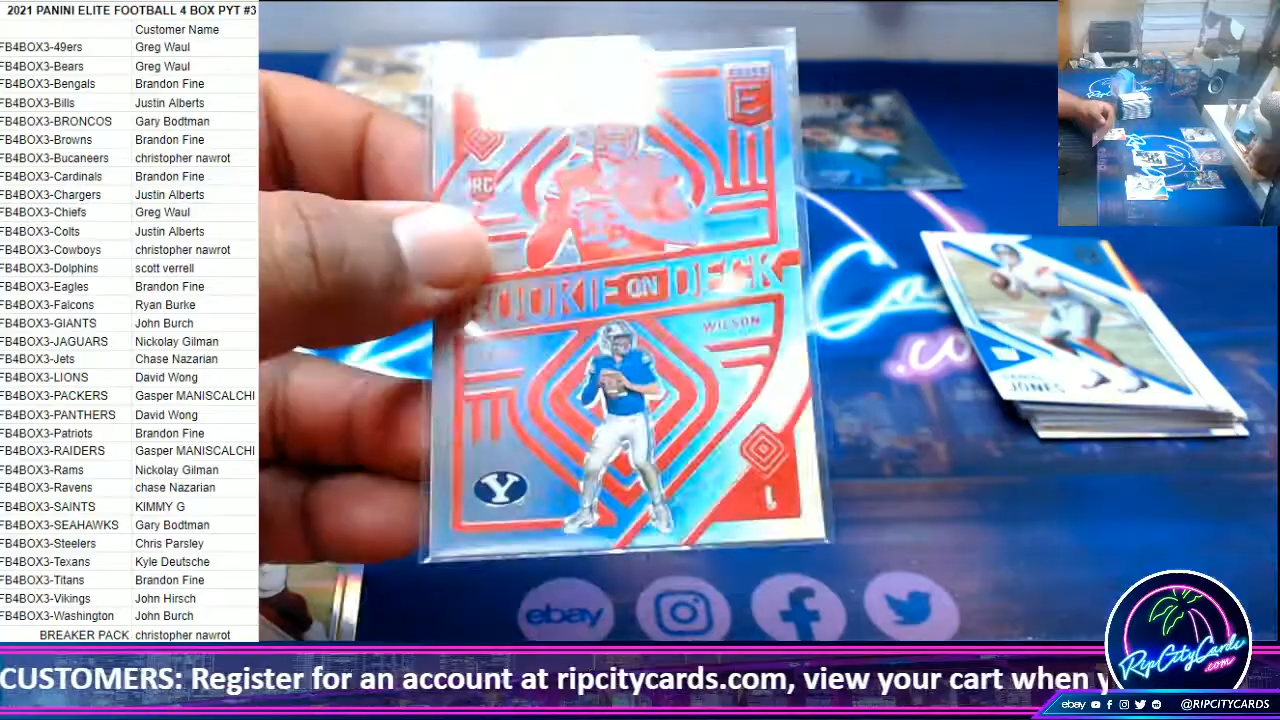 2021 PANINI ELITE FOOTBALL 4 BOX PYT #3
Customer Name
FB4BOX3-49ers Greg Waul
FB4BOX3-Bears Greg Waul
FB4BOX3-Bengals Brandon Fine
FB4BOX3-Bills Justin Alberts
FB4BOX3-BRONCOS Gary Bodtman
FB4BOX3-Browns Brandon Fine
FB4BOX3-Bucaneers christopher nawrot
FB4BOX3-Cardinals Brandon Fine
FB4BOX3-Chargers Justin Alberts
FB4BOX3-Chiefs Greg Waul
FB4BOX3-Colts Justin Alberts
FB4BOX3-Cowboys christopher nawrot
FB4BOX3-Dolphins scott verrell
FB4BOX3-Eagles Brandon Fine
FB4BOX3-Falcons Ryan Burke
FB4BOX3-GIANTS John Burch
FB4BOX3-JAGUARS Nickolay Gilman
FB4BOX3-Jets Chase Nazarian
FB4BOX3-LIONS David Wong
FB4BOX3-PACKERS Gasper MANISCALCHI
FB4BOX3-PANTHERS David Wong
FB4BOX3-Patriots Brandon Fine
FB4BOX3-RAIDERS Gasper MANISCALCHI
FB4BOX3-Rams Nickolay Gilman
FB4BOX3-Ravens chase Nazarian
FB4BOX3-SAINTS KIMMY G
FB4BOX3-SEAHAWKS Gary Bodtman
FB4BOX3-Steelers Chris Parsley
FB4BOX3-Texans Kyle Deutsche
FB4BOX3-Titans Brandon Fine
FB4BOX3-Vikings John Hirsch
FB4BOX3-Washington John Burch
BREAKER PACK christopher nawrot
E
RC
ROOKIE ON DECK
WILSON
Y
JONES
Ca
.co
ebay
RipCityCards
.com
CUSTOMERS: Register for an account at ripcitycards.com, view your cart when y
ebay @RIPCITYCARDS